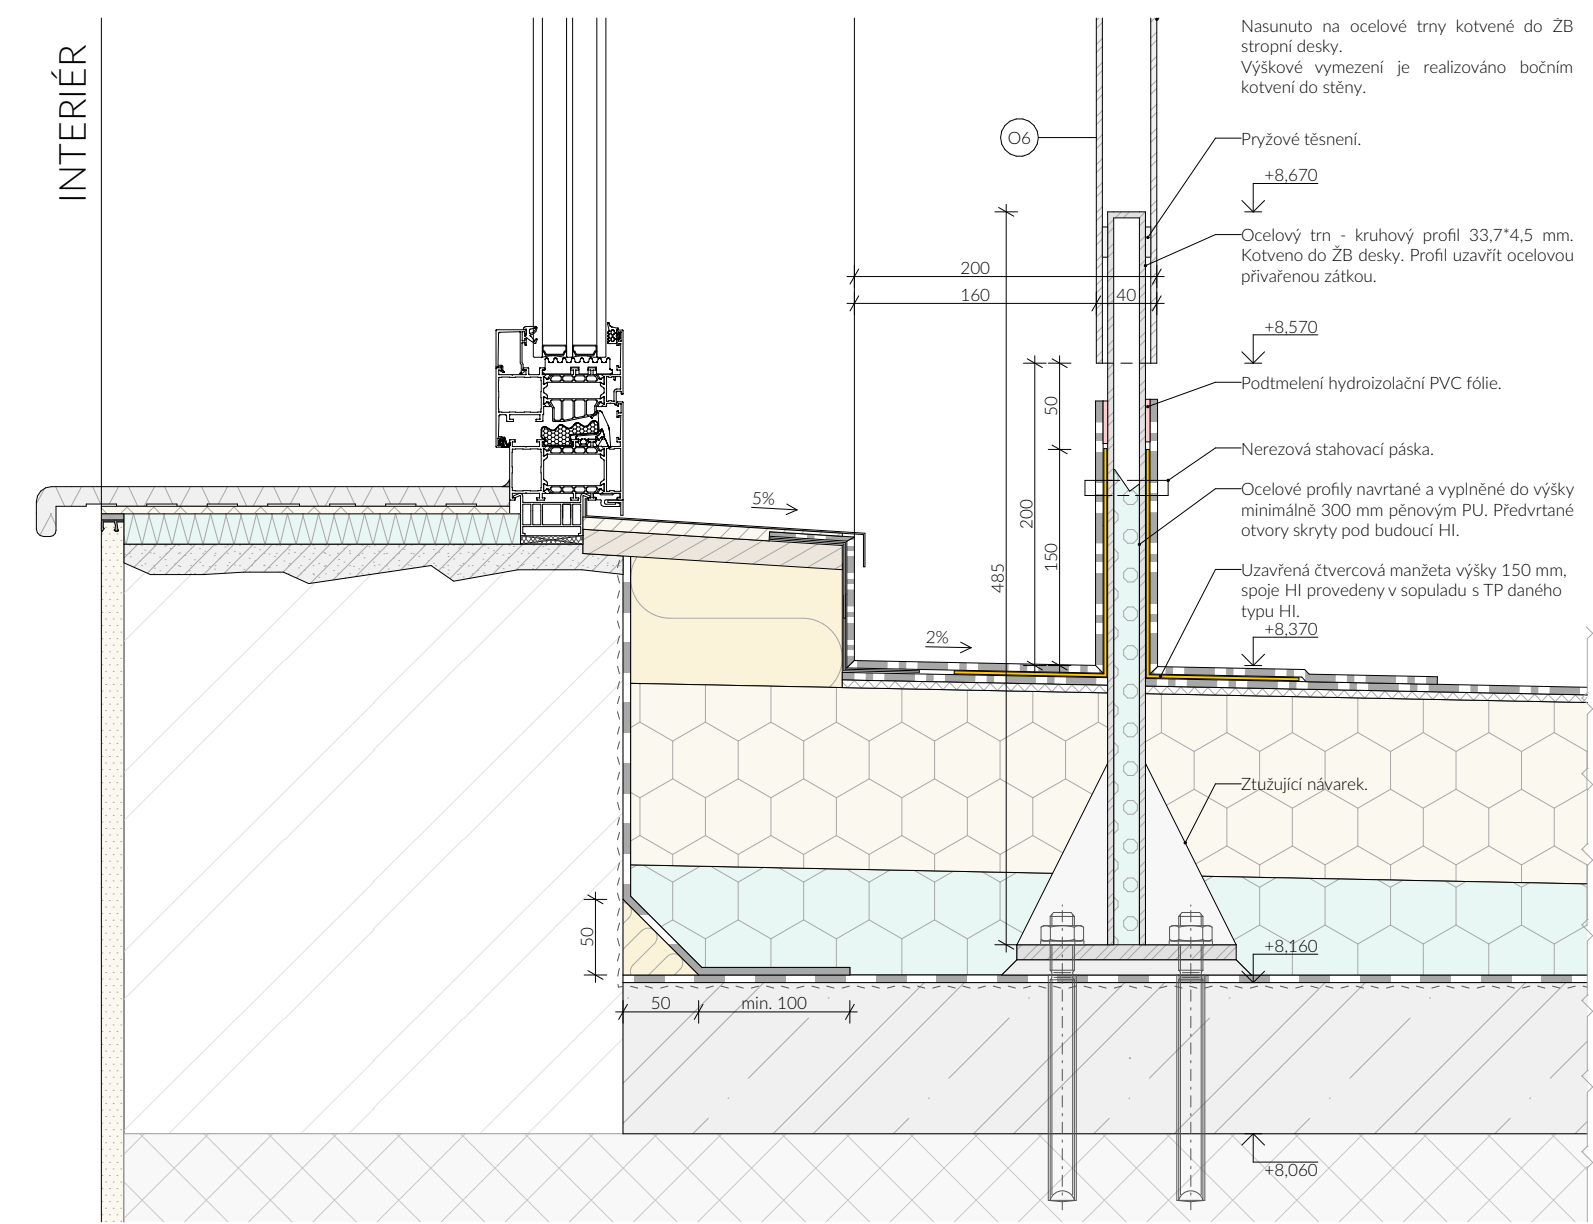 INTERIÉR
Nasunuto na ocelové trny kotvené do ŽB
stropní desky.
Výškové vymezení je realizováno bočním
kotvení do stěny.
O6
Pryžové těsnení.
+8,670
Ocelový trn - kruhový profil 33,7*4,5 mm.
Kotveno do ŽB desky. Profil uzavřít ocelovou
přivařenou zátkou.
200
160
40
+8,570
Podtmelení hydroizolační PVC fólie.
50
Nerezová stahovací páska.
Ocelové profily navrtané a vyplněné do výšky
minimálně 300 mm pěnovým PU. Předvrtané
otvory skryty pod budoucí HI.
5%
200
150
485
Uzavřená čtvercová manžeta výšky 150 mm,
spoje HI provedeny v sopuladu s TP daného
typu HI.
+8,370
2%
Ztužující návarek.
50
+8,160
50
min. 100
+8,060